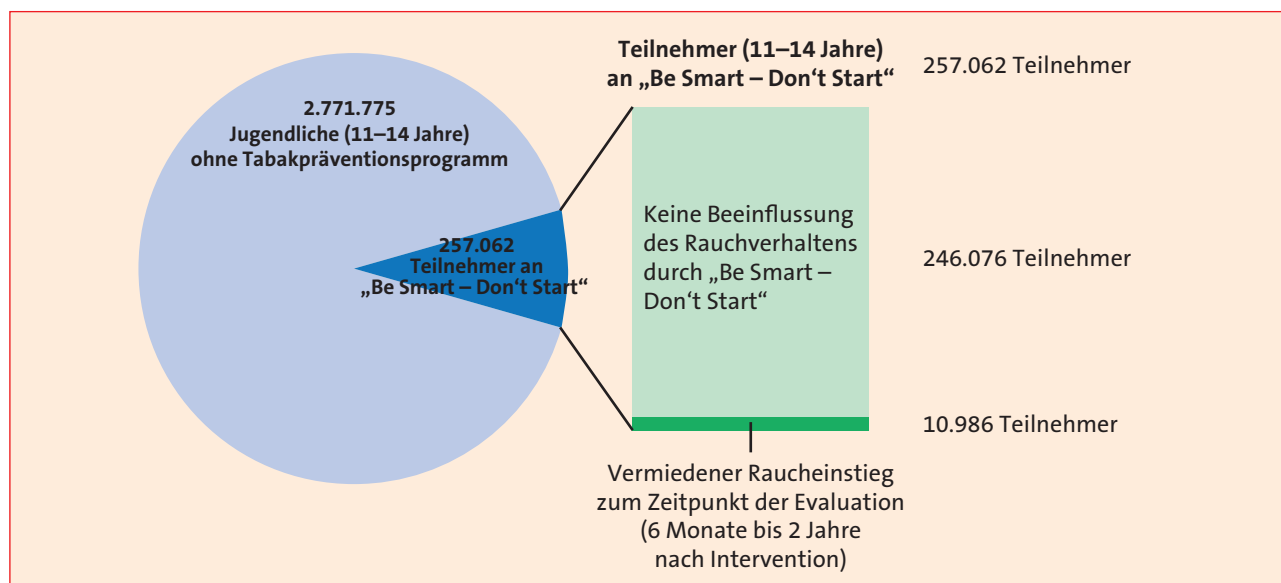 2.771.775
Jugendliche (11–14 Jahre)
ohne Tabakpräventionsprogramm
257.062
Teilnehmer an
„Be Smart – Don‘t Start“
Teilnehmer (11–14 Jahre)
an „Be Smart – Don‘t Start“
257.062 Teilnehmer
Keine Beeinflussung
des Rauchverhaltens
durch „Be Smart –
Don‘t Start“
246.076 Teilnehmer
10.986 Teilnehmer
Vermiedener Raucheinstieg
zum Zeitpunkt der Evaluation
(6 Monate bis 2 Jahre
nach Intervention)